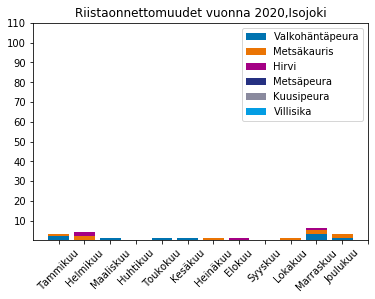 Riistaonnettomuudet vuonna 2020,Isojoki
110
100
90
80
70
60
50
40
30
20
10
Valkohäntäpeura
Metsäkauris
Hirvi
Metsäpeura
Kuusipeura
Villisika
Tammikuu
Helmikuu
Maaliskuu
Huhtikuu
Toukokuu
Kesäkuu
Heinäkuu
Elokuu
Syyskuu
Lokakuu
Marraskuu
Joulukuu